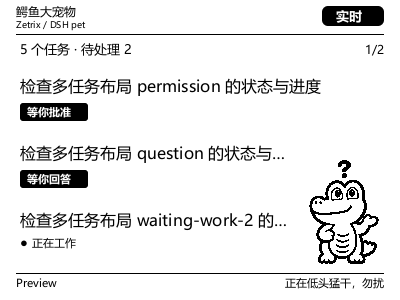 鳄鱼大宠物
Zetrix / DSH pet
实时
5 个任务 · 待处理 2
1/2
检查多任务布局 permission 的状态与进度
等你批准
检查多任务布局 question 的状态与...
等你回答
检查多任务布局 waiting-work-2 的...
● 正在工作
?
Preview
正在低头猛干，勿扰